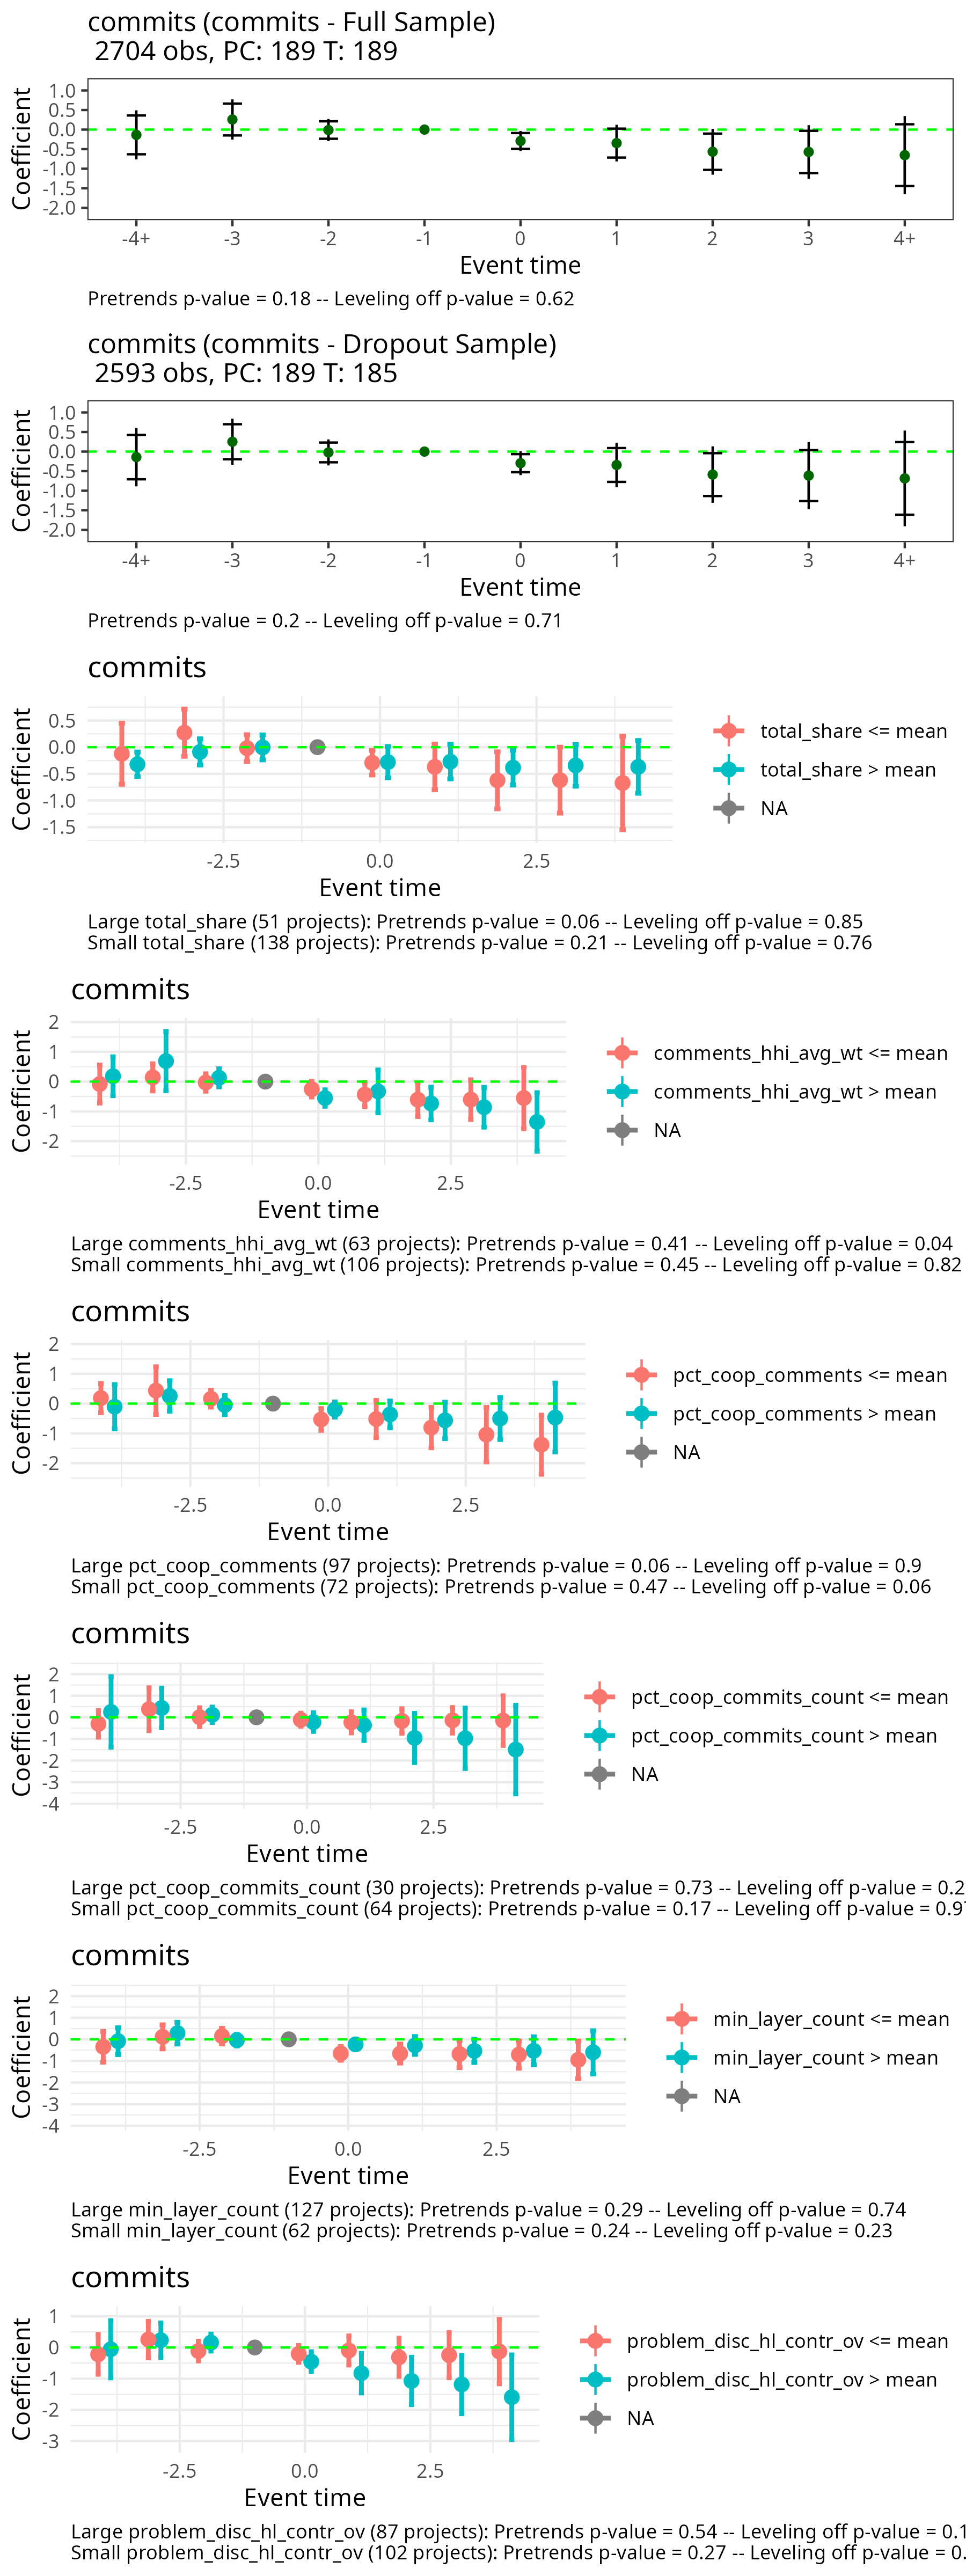 commits (commits - Full Sample)
2704 obs, PC: 189 T: 189
Coefficient
1.0
0.5
0.0
-0.5
-1.0
-1.5
-2.0
-4+ -3 -2 -1 0 1 2 3 4+
Event time
Pretrends p-value = 0.18 -- Leveling off p-value = 0.62
commits (commits - Dropout Sample)
2593 obs, PC: 189 T: 185
Coefficient
1.0
0.5
0.0
-0.5
-1.0
-1.5
-2.0
-4+ -3 -2 -1 0 1 2 3 4+
Event time
Pretrends p-value = 0.2 -- Leveling off p-value = 0.71
commits
Coefficient
0.5
0.0
-0.5
-1.0
-1.5
-2.5 0.0 2.5
Event time
total_share <= mean
total_share > mean
NA
Large total_share (51 projects): Pretrends p-value = 0.06 -- Leveling off p-value = 0.85
Small total_share (138 projects): Pretrends p-value = 0.21 -- Leveling off p-value = 0.76
commits
Coefficient
2
1
0
-1
-2
-2.5 0.0 2.5
Event time
comments_hhi_avg_wt <= mean
comments_hhi_avg_wt > mean
NA
Large comments_hhi_avg_wt (63 projects): Pretrends p-value = 0.41 -- Leveling off p-value = 0.04
Small comments_hhi_avg_wt (106 projects): Pretrends p-value = 0.45 -- Leveling off p-value = 0.82
commits
Coefficient
2
1
0
-1
-2
-2.5 0.0 2.5
Event time
pct_coop_comments <= mean
pct_coop_comments > mean
NA
Large pct_coop_comments (97 projects): Pretrends p-value = 0.06 -- Leveling off p-value = 0.9
Small pct_coop_comments (72 projects): Pretrends p-value = 0.47 -- Leveling off p-value = 0.06
commits
Coefficient
2
1
0
-1
-2
-3
-4
-2.5 0.0 2.5
Event time
pct_coop_commits_count <= mean
pct_coop_commits_count > mean
NA
Large pct_coop_commits_count (30 projects): Pretrends p-value = 0.73 -- Leveling off p-value = 0.2
Small pct_coop_commits_count (64 projects): Pretrends p-value = 0.17 -- Leveling off p-value = 0.9
commits
Coefficient
2
1
0
-1
-2
-3
-4
-2.5 0.0 2.5
Event time
min_layer_count <= mean
min_layer_count > mean
NA
Large min_layer_count (127 projects): Pretrends p-value = 0.29 -- Leveling off p-value = 0.74
Small min_layer_count (62 projects): Pretrends p-value = 0.24 -- Leveling off p-value = 0.23
commits
Coefficient
1
0
-1
-2
-3
-2.5 0.0 2.5
Event time
problem_disc_hl_contr_ov <= mean
problem_disc_hl_contr_ov > mean
NA
Large problem_disc_hl_contr_ov (87 projects): Pretrends p-value = 0.54 -- Leveling off p-value = 0.1
Small problem_disc_hl_contr_ov (102 projects): Pretrends p-value = 0.27 -- Leveling off p-value = 0.